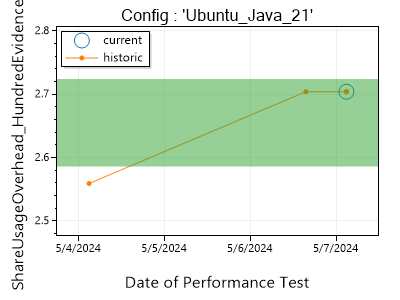 Config : 'Ubuntu_Java_21'
current
historic
ShareUsageOverhead_HundredEvidence
2.8
2.7
2.6
2.5
5/4/2024 5/5/2024 5/6/2024 5/7/2024
Date of Performance Test